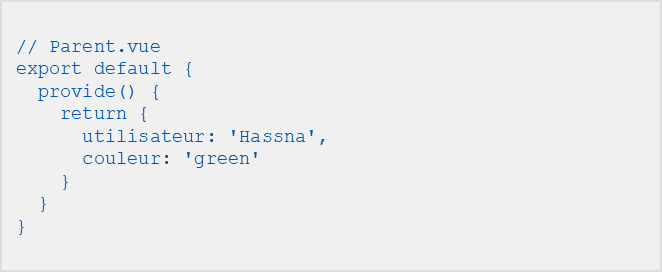 // Parent.vue
export default {
  provide() {
    return {
      utilisateur: 'Hassna',
      couleur: 'green'
    }
  }
}